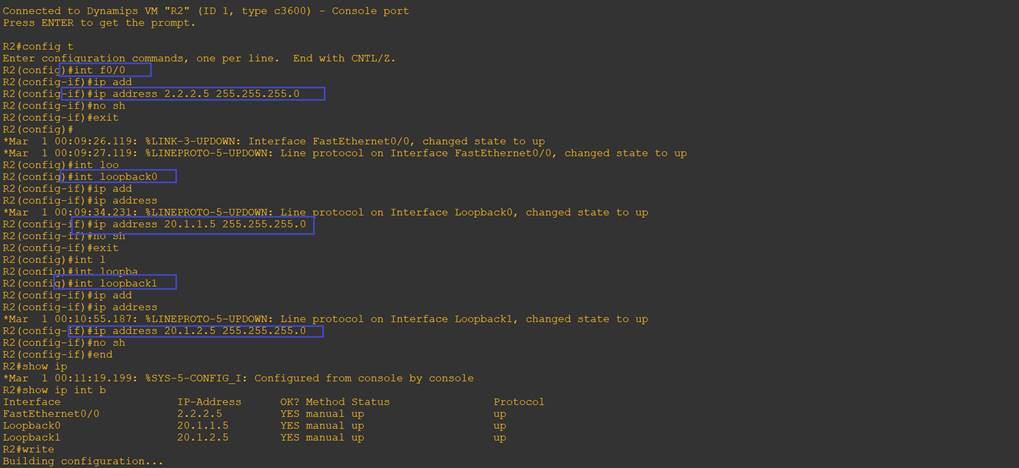 Connected to Dynamips VM "R2" (ID 1, type c3600) - Console port
Press ENTER to get the prompt.
R2#config t
Enter configuration commands, one per line.  End with CNTL/Z.
R2(config)#int f0/0
R2(config-if)#ip add
R2(config-if)#ip address 2.2.2.5 255.255.255.0
R2(config-if)#no sh
R2(config-if)#exit
R2(config)#
*Mar  1 00:09:26.119: %LINK-3-UPDOWN: Interface FastEthernet0/0, changed state to up
*Mar  1 00:09:27.119: %LINEPROTO-5-UPDOWN: Line protocol on Interface FastEthernet0/0, changed state to up
R2(config)#int loo
R2(config)#int loopback0
R2(config-if)#ip add
R2(config-if)#ip address
*Mar  1 00:09:34.231: %LINEPROTO-5-UPDOWN: Line protocol on Interface Loopback0, changed state to up
R2(config-if)#ip address 20.1.1.5 255.255.255.0
R2(config-if)#no sh
R2(config-if)#exit
R2(config)#int l
R2(config)#int loopba
R2(config)#int loopback1
R2(config-if)#ip add
R2(config-if)#ip address
*Mar  1 00:10:55.187: %LINEPROTO-5-UPDOWN: Line protocol on Interface Loopback1, changed state to up
R2(config-if)#ip address 20.1.2.5 255.255.255.0
R2(config-if)#no sh
R2(config-if)#end
R2#show ip
*Mar  1 00:11:19.199: %SYS-5-CONFIG_I: Configured from console by console
R2#show ip int b
Interface                  IP-Address      OK? Method Status                Protocol
FastEthernet0/0            2.2.2.5         YES manual up                    up
Loopback0                  20.1.1.5        YES manual up                    up
Loopback1                  20.1.2.5        YES manual up                    up
R2#write
Building configuration...